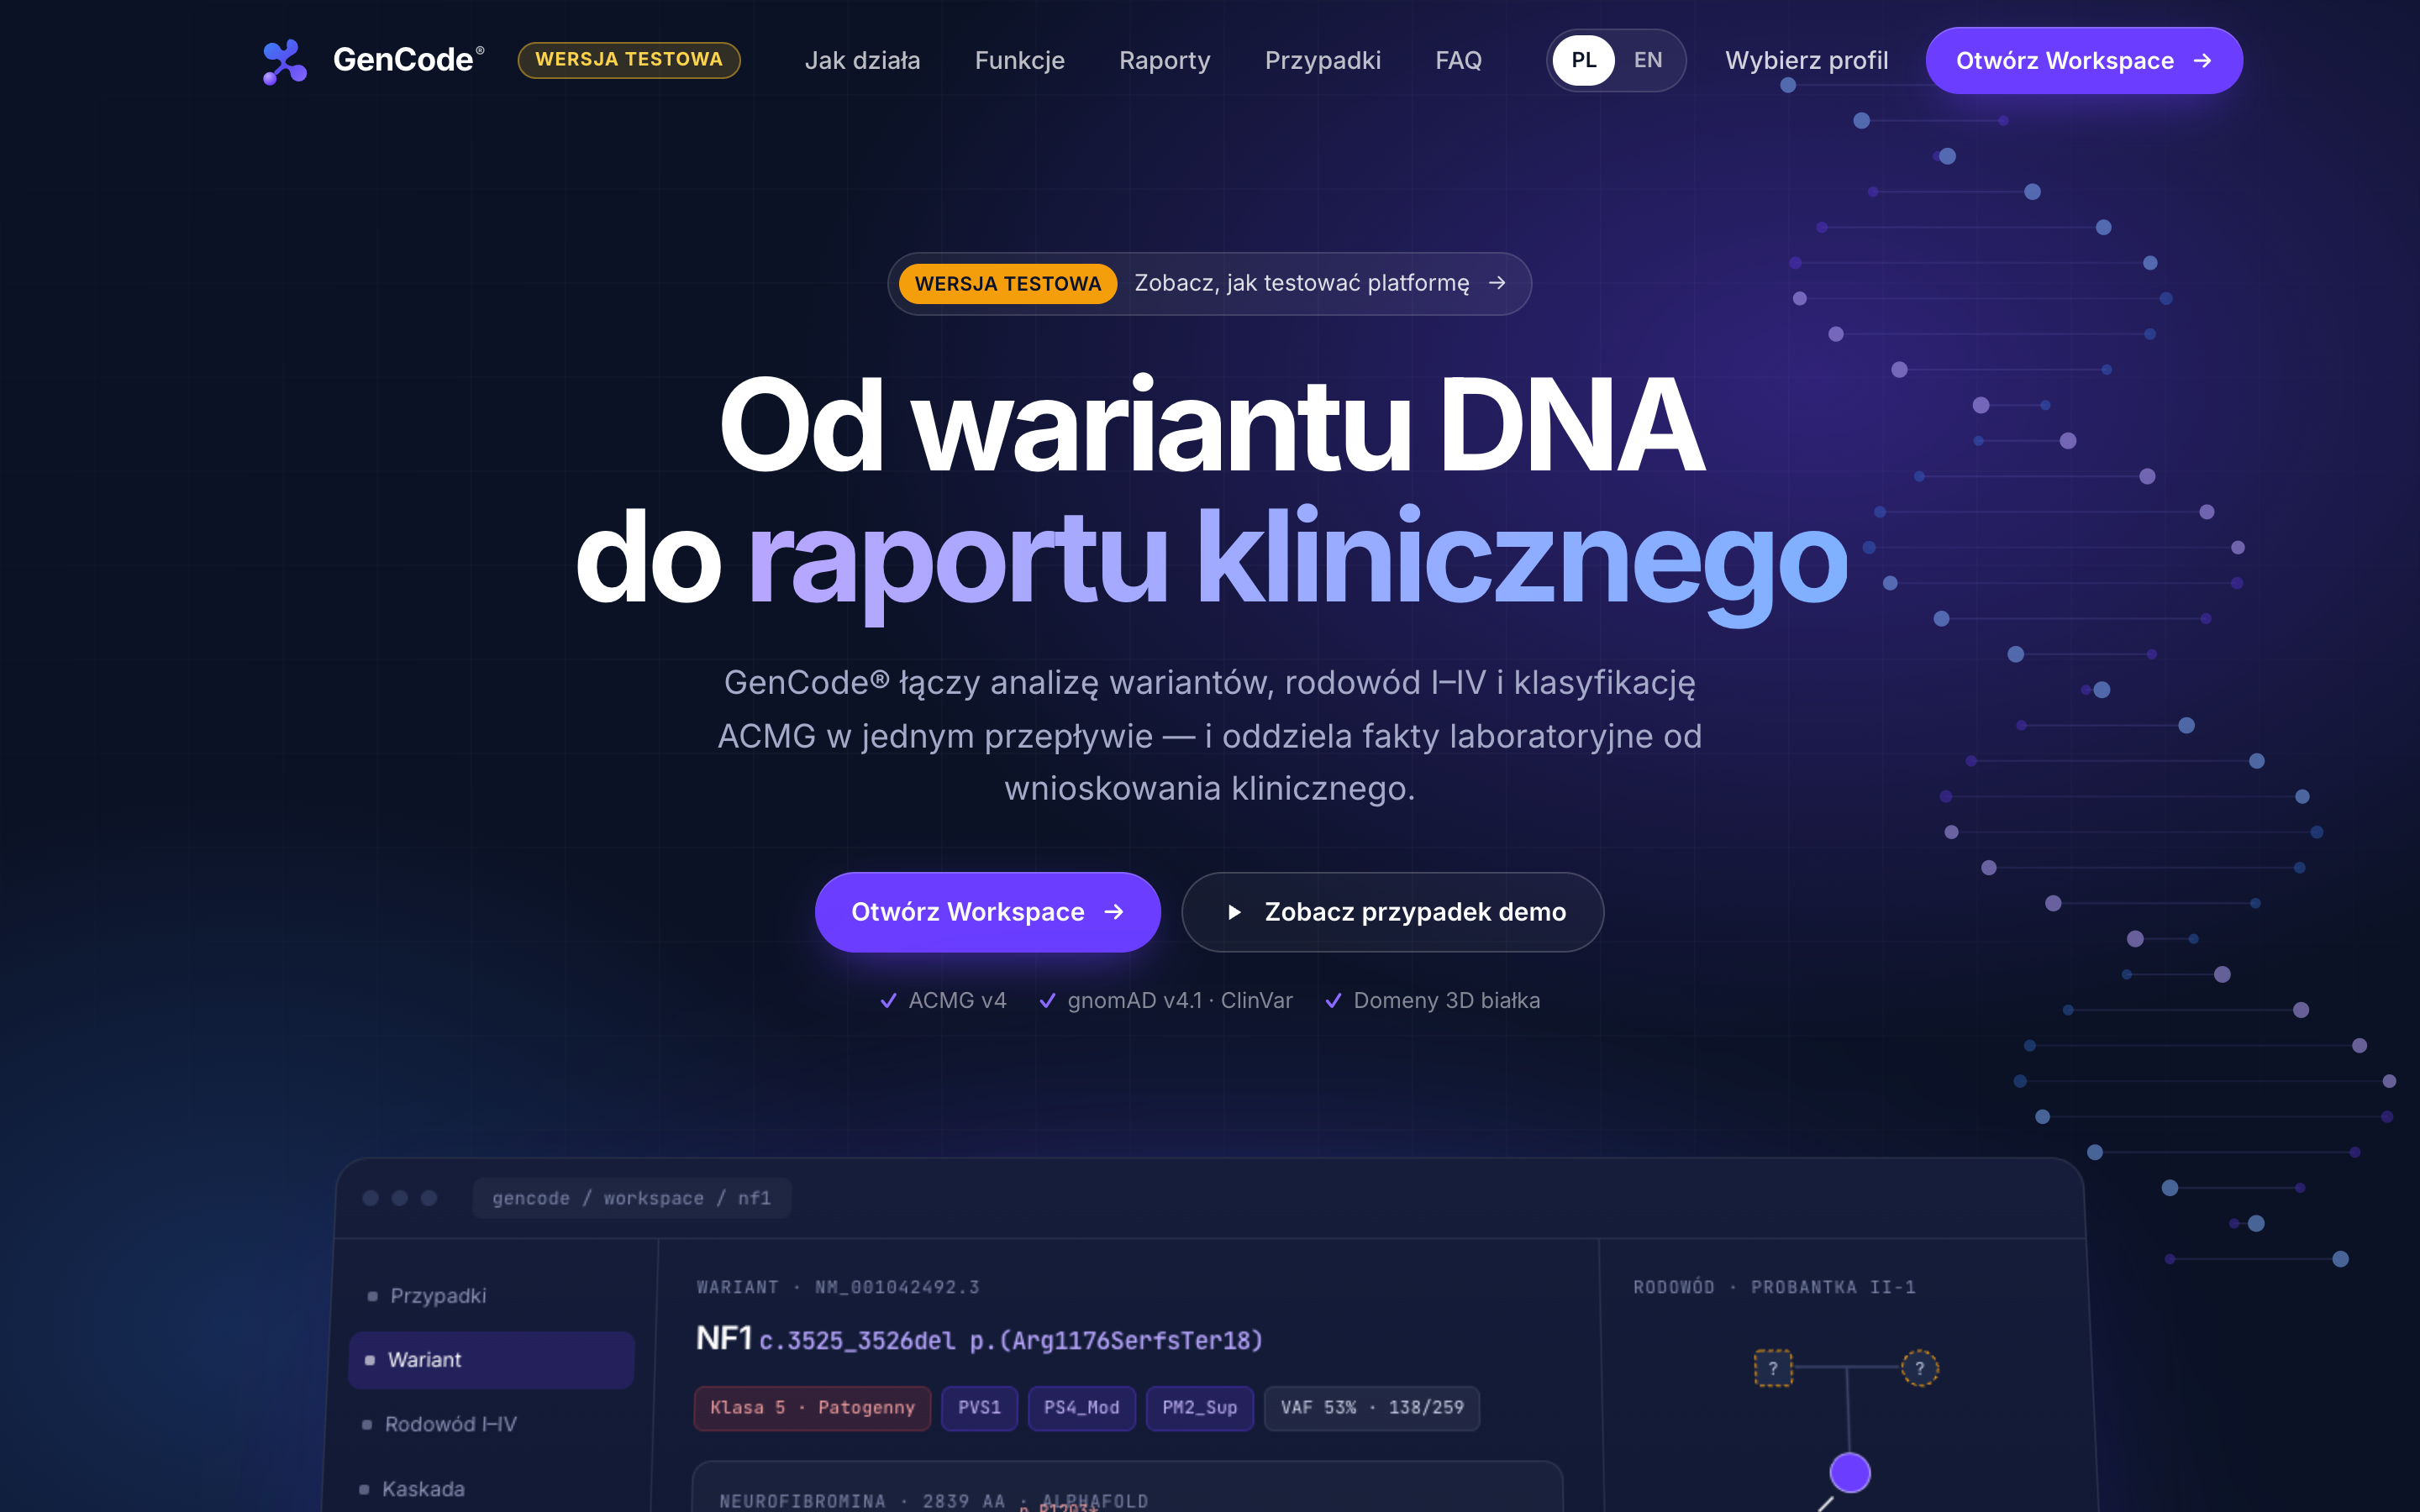 GenCode®
WERSJA TESTOWA
Jak działa
Funkcje
Raporty
Przypadki
FAQ
PL
EN
Wybierz profil
Otwórz Workspace →
WERSJA TESTOWA Zobacz, jak testować platformę →
Od wariantu DNA
do raportu klinicznego
GenCode® łączy analizę wariantów, rodowód I–IV i klasyfikację
ACMG w jednym przepływie — i oddziela fakty laboratoryjne od
wnioskowania klinicznego.
Otwórz Workspace →
Zobacz przypadek demo
✓ ACMG v4
✓ gnomAD v4.1 · ClinVar
✓ Domeny 3D białka
gencode / workspace / nf1
Przypadki
Wariant
Rodowód I–IV
Kaskada
WARIANT · NM_001042492.3
NF1 c.3525_3526del p.(Arg1176SerfsTer18)
Klasa 5 · Patogenny
PVS1
PS4_Mod
PM2_Sup
VAF 53% · 138/259
NEUROFIBROMINA · 2839 AA · ALPHAFOLD
RODOWÓD · PROBANTKA II-1
?
?